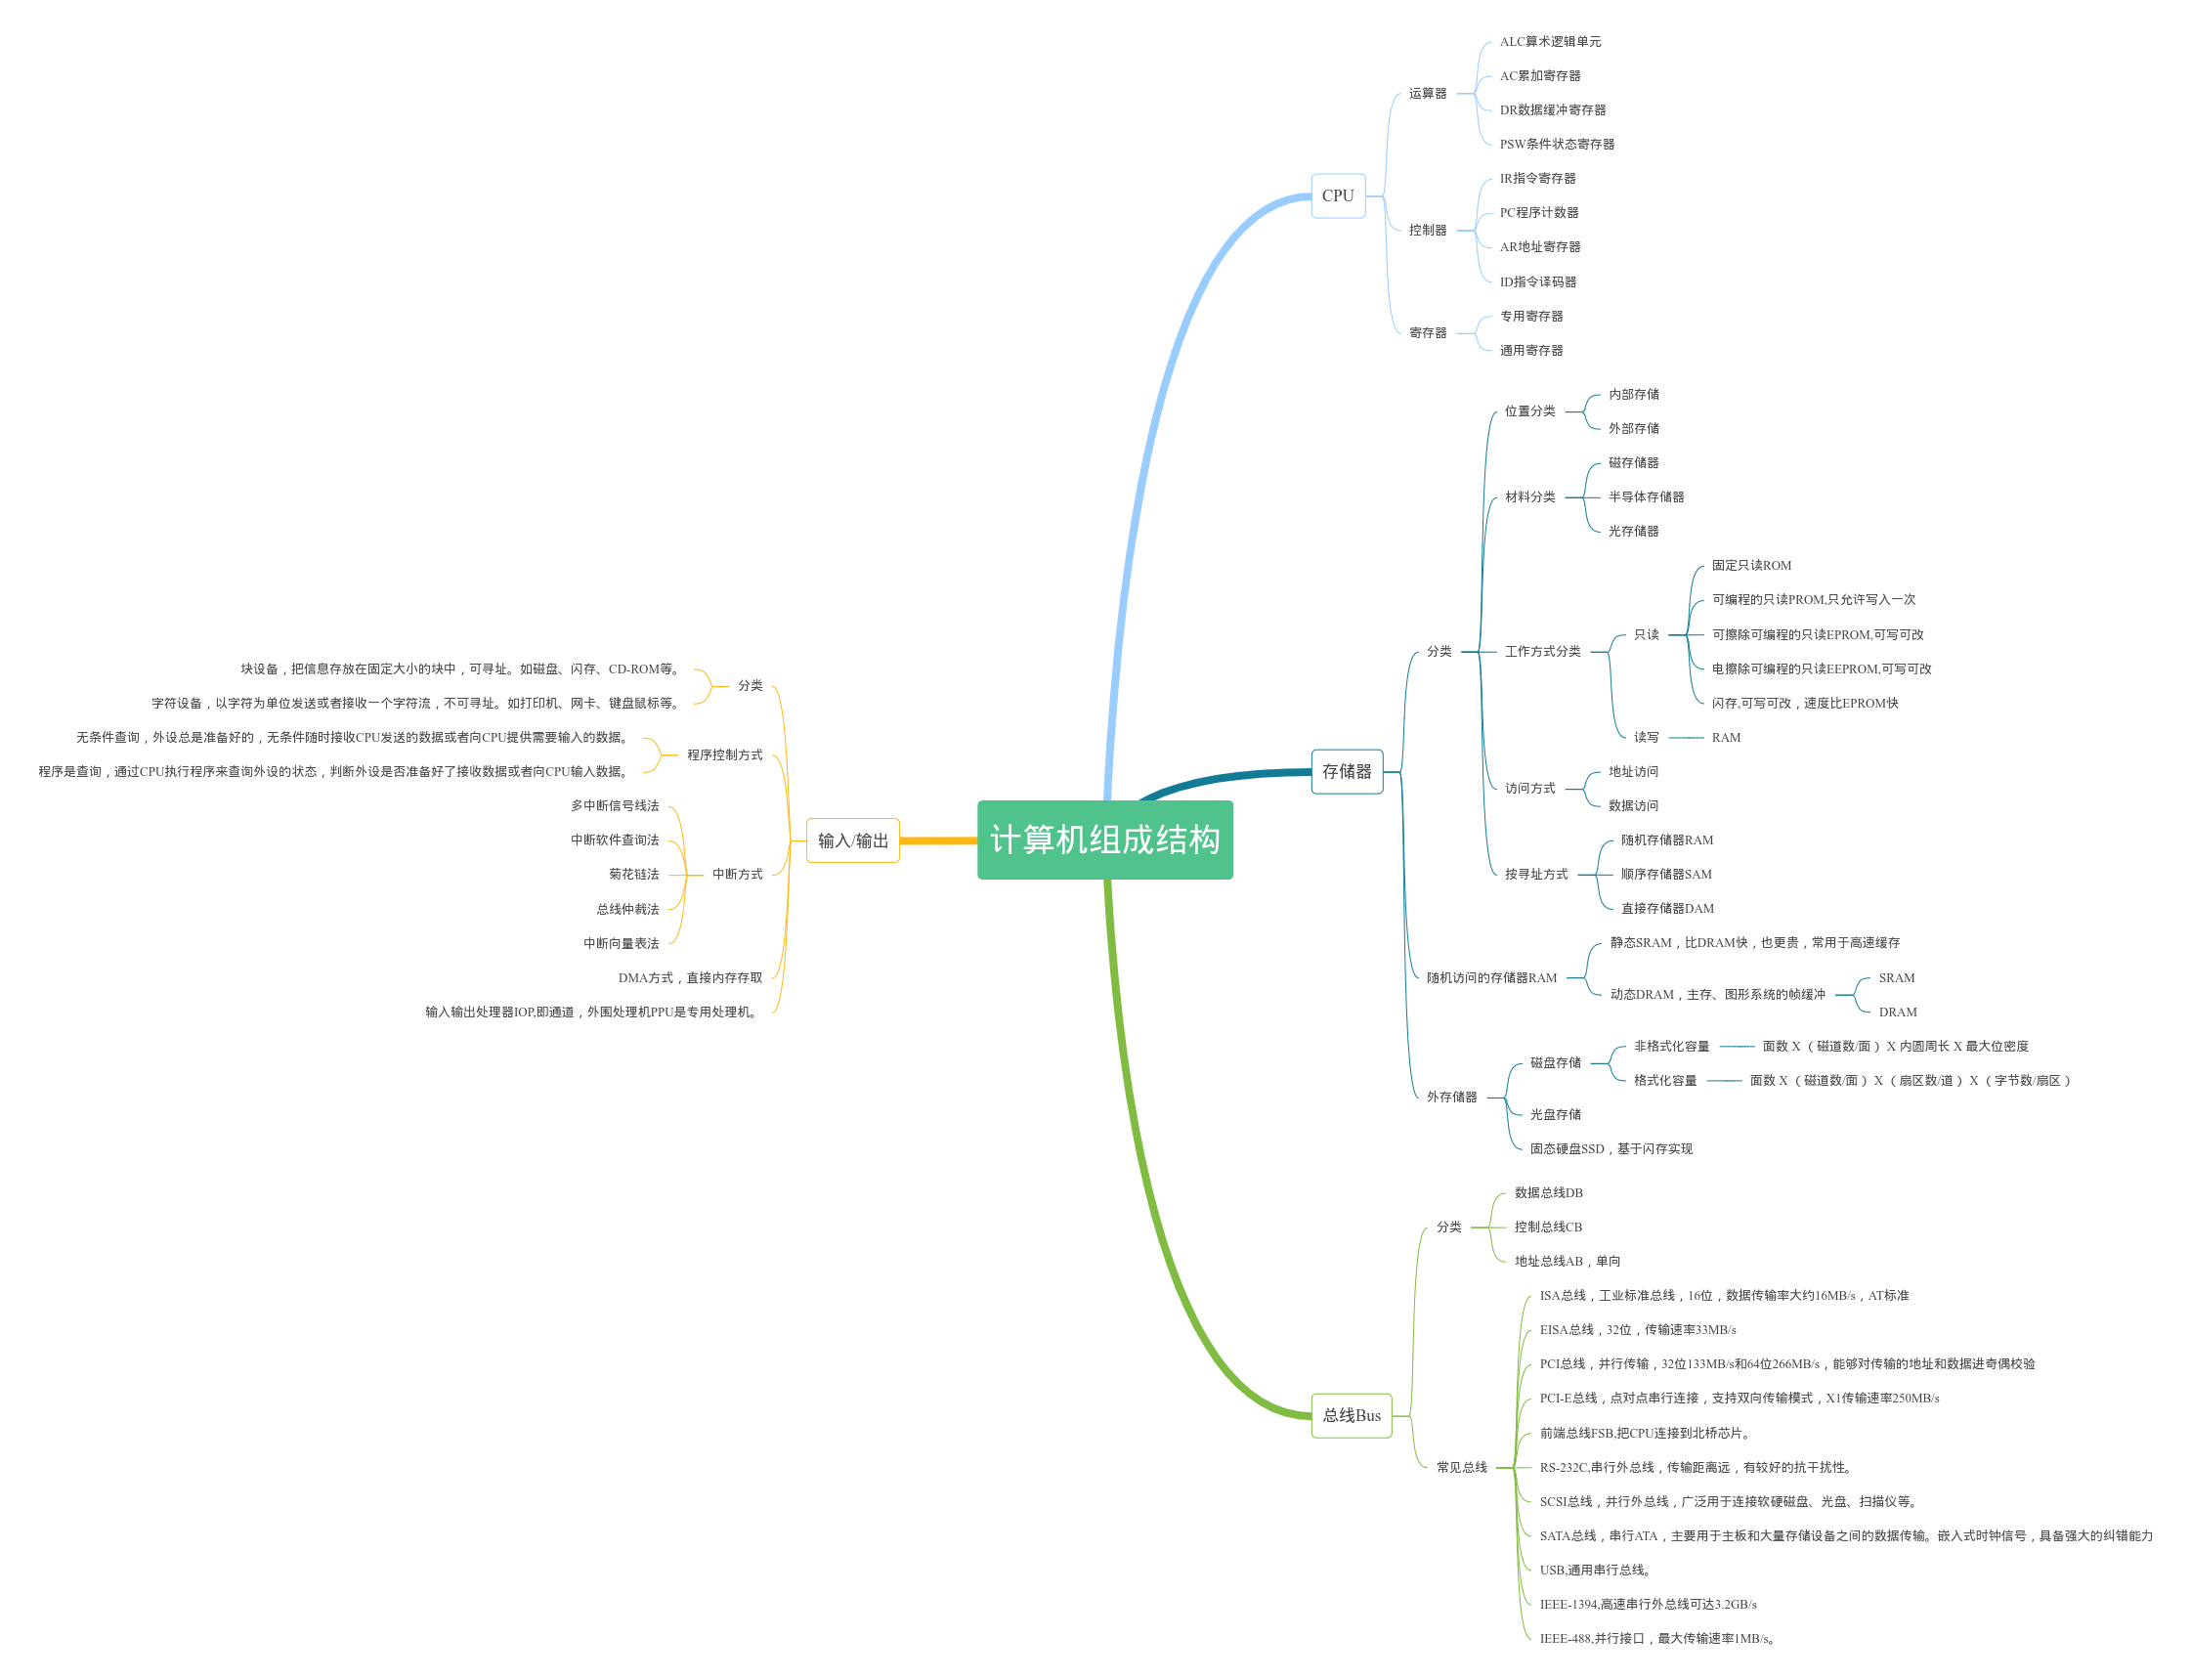 计算机组成结构
CPU
运算器
ALC算术逻辑单元
AC累加寄存器
DR数据缓冲寄存器
PSW条件状态寄存器
控制器
IR指令寄存器
PC程序计数器
AR地址寄存器
ID指令译码器
寄存器
专用寄存器
通用寄存器
存储器
分类
位置分类
内部存储
外部存储
材料分类
磁存储器
半导体存储器
光存储器
工作方式分类
只读
固定只读ROM
可编程的只读PROM,只允许写入一次
可擦除可编程的只读EPROM,可写可改
电擦除可编程的只读EEPROM,可写可改
闪存,可写可改，速度比EPROM快
读写
RAM
访问方式
地址访问
数据访问
按寻址方式
随机存储器RAM
顺序存储器SAM
直接存储器DAM
随机访问的存储器RAM
静态SRAM，比DRAM快，也更贵，常用于高速缓存
动态DRAM，主存、图形系统的帧缓冲
SRAM
DRAM
外存储器
磁盘存储
非格式化容量
面数 X （磁道数/面） X 内圆周长 X 最大位密度
格式化容量
面数 X （磁道数/面） X （扇区数/道） X （字节数/扇区）
光盘存储
固态硬盘SSD，基于闪存实现
总线Bus
分类
数据总线DB
控制总线CB
地址总线AB，单向
常见总线
ISA总线，工业标准总线，16位，数据传输率大约16MB/s，AT标准
EISA总线，32位，传输速率33MB/s
PCI总线，并行传输，32位133MB/s和64位266MB/s，能够对传输的地址和数据进奇偶校验
PCI-E总线，点对点串行连接，支持双向传输模式，X1传输速率250MB/s
前端总线FSB,把CPU连接到北桥芯片。
RS-232C,串行外总线，传输距离远，有较好的抗干扰性。
SCSI总线，并行外总线，广泛用于连接软硬磁盘、光盘、扫描仪等。
SATA总线，串行ATA，主要用于主板和大量存储设备之间的数据传输。嵌入式时钟信号，具备强大的纠错能力
USB,通用串行总线。
IEEE-1394,高速串行外总线可达3.2GB/s
IEEE-488,并行接口，最大传输速率1MB/s。
输入/输出
分类
块设备，把信息存放在固定大小的块中，可寻址。如磁盘、闪存、CD-ROM等。
字符设备，以字符为单位发送或者接收一个字符流，不可寻址。如打印机、网卡、键盘鼠标等。
程序控制方式
无条件查询，外设总是准备好的，无条件随时接收CPU发送的数据或者向CPU提供需要输入的数据。
程序是查询，通过CPU执行程序来查询外设的状态，判断外设是否准备好了接收数据或者向CPU输入数据。
中断方式
多中断信号线法
中断软件查询法
菊花链法
总线仲裁法
中断向量表法
DMA方式，直接内存存取
输入输出处理器IOP,即通道，外围处理机PPU是专用处理机。